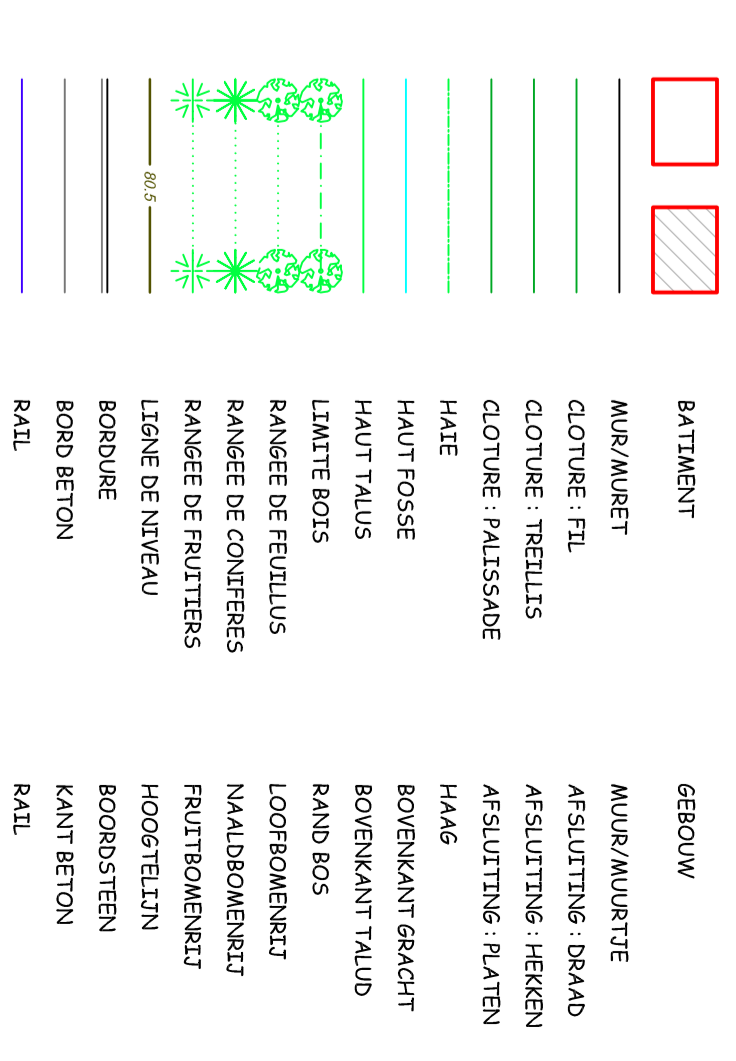 BATIMENT GEBOUW
MUR/MURET MUUR/MUURTJE
CLOTURE : FIL AFSLUITING : DRAAD
CLOTURE : TREILLIS AFSLUITING : HEKKEN
CLOTURE : PALISSADE AFSLUITING : PLATEN
HAIE HAAG
HAUT FOSSE BOVENKANT GRACHT
HAUT TALUS BOVENKANT TALUD
LIMITE BOIS RAND BOS
RANGEE DE FEUILLUS LOOFBOMENRIJ
RANGEE DE CONIFERES NAALDBOMENRIJ
RANGEE DE FRUITIERS FRUITBOMENRIJ
80.5 LIGNE DE NIVEAU HOOGTELIJN
BORDURE BOORDSTEEN
BORD BETON KANT BETON
RAIL RAIL